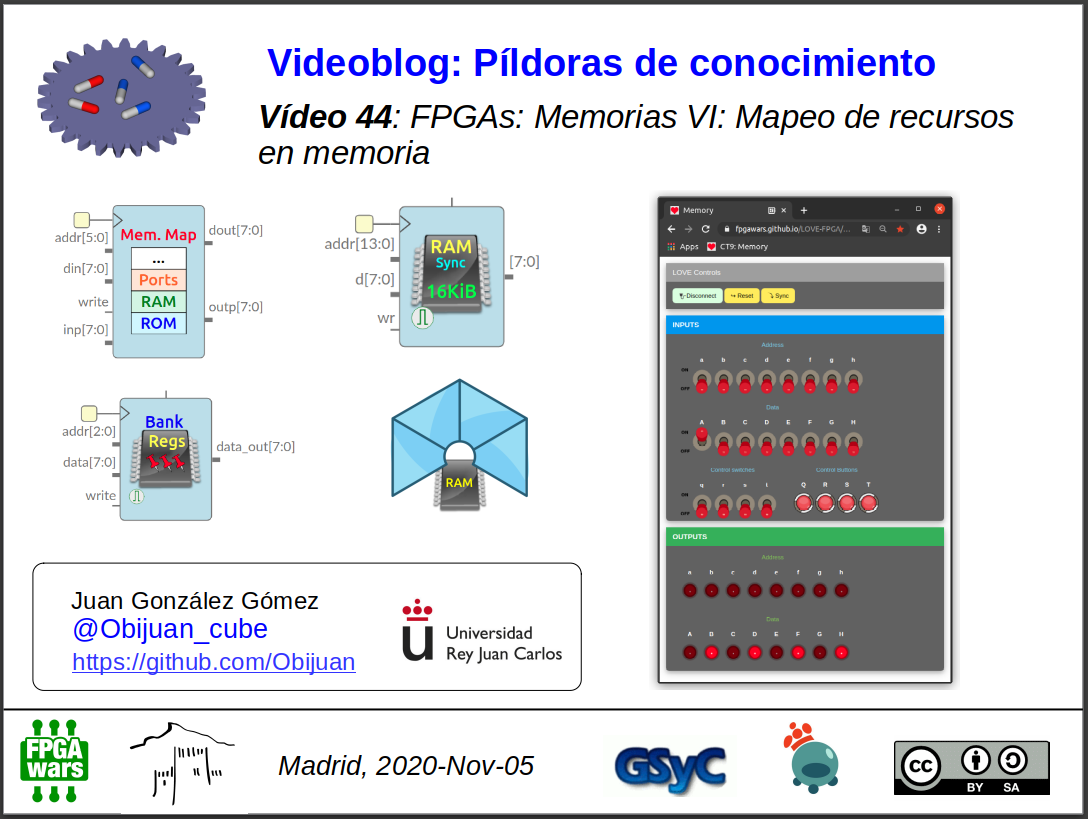 Videoblog: Píldoras de conocimiento
Vídeo 44: FPGAs: Memorias VI: Mapeo de recursos
en memoria
addr[5:0]
din[7:0]
write
inp[7:0]
Mem. Map
...
Ports
RAM
ROM
dout[7:0]
outp[7:0]
addr[13:0]
d[7:0]
wr
RAM
Sync
16KiB
[7:0]
addr[2:0]
data[7:0]
write
Bank
Regs
data_out[7:0]
RAM
Memory
fpgawars.github.io/LOVE-FPGA/...
Apps
CT9: Memory
LOVE Controls
Disconnect
Reset
Sync
INPUTS
Address
a b c d e f g h
ON
OFF
Data
A B C D E F G H
ON
OFF
Control switches
Control buttons
q r s t
Q R S T
ON
OFF
OUTPUTS
Address
a b c d e f g h
Data
A B C D E F G H
Juan González Gómez
@Obijuan_cube
https://github.com/Obijuan
Universidad
Rey Juan Carlos
FPGA
wars
Madrid, 2020-Nov-05
GSyC
cc
BY SA